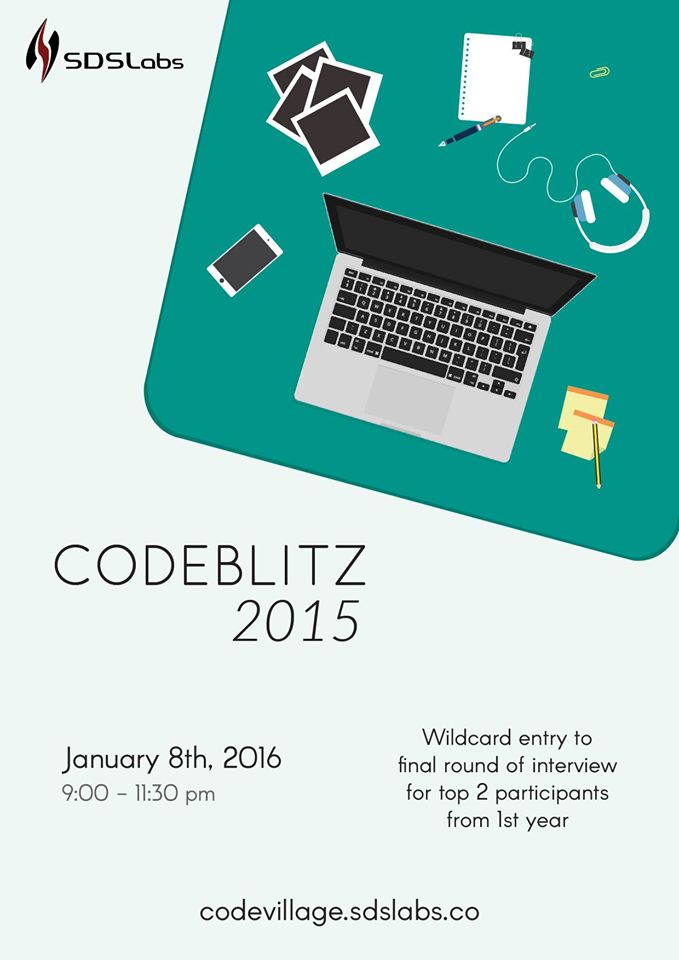 SDSLabs
CODEBLITZ
2015
January 8th, 2016
9:00 – 11:30 pm
Wildcard entry to
final round of interview
for top 2 participants
from 1st year
codevillage.sdslabs.co